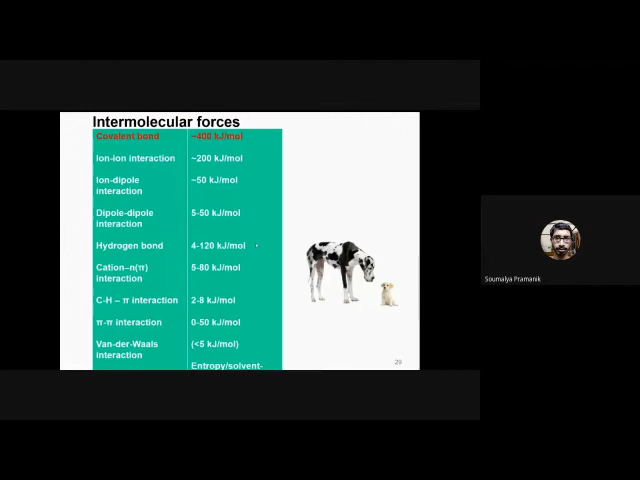 Intermolecular forces
Covalent bond ~400 kJ/mol
Ion-ion interaction ~200 kJ/mol
Ion-dipole ~50 kJ/mol
interaction
Dipole-dipole 5-50 kJ/mol
interaction
Hydrogen bond 4-120 kJ/mol
Cation–n(π) 5-80 kJ/mol
interaction
C-H – π interaction 2-8 kJ/mol
π-π interaction 0-50 kJ/mol
Van-der-Waals (<5 kJ/mol)
interaction
Entropy/solvent-
29
Soumalya Pramanik